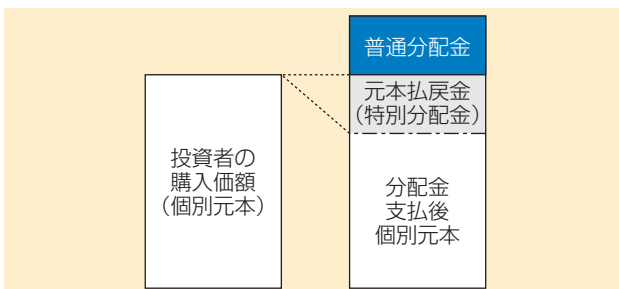 普通分配金
元本払戻金
（特別分配金）
投資者の
購入価額
（個別元本）
分配金
支払後
個別元本